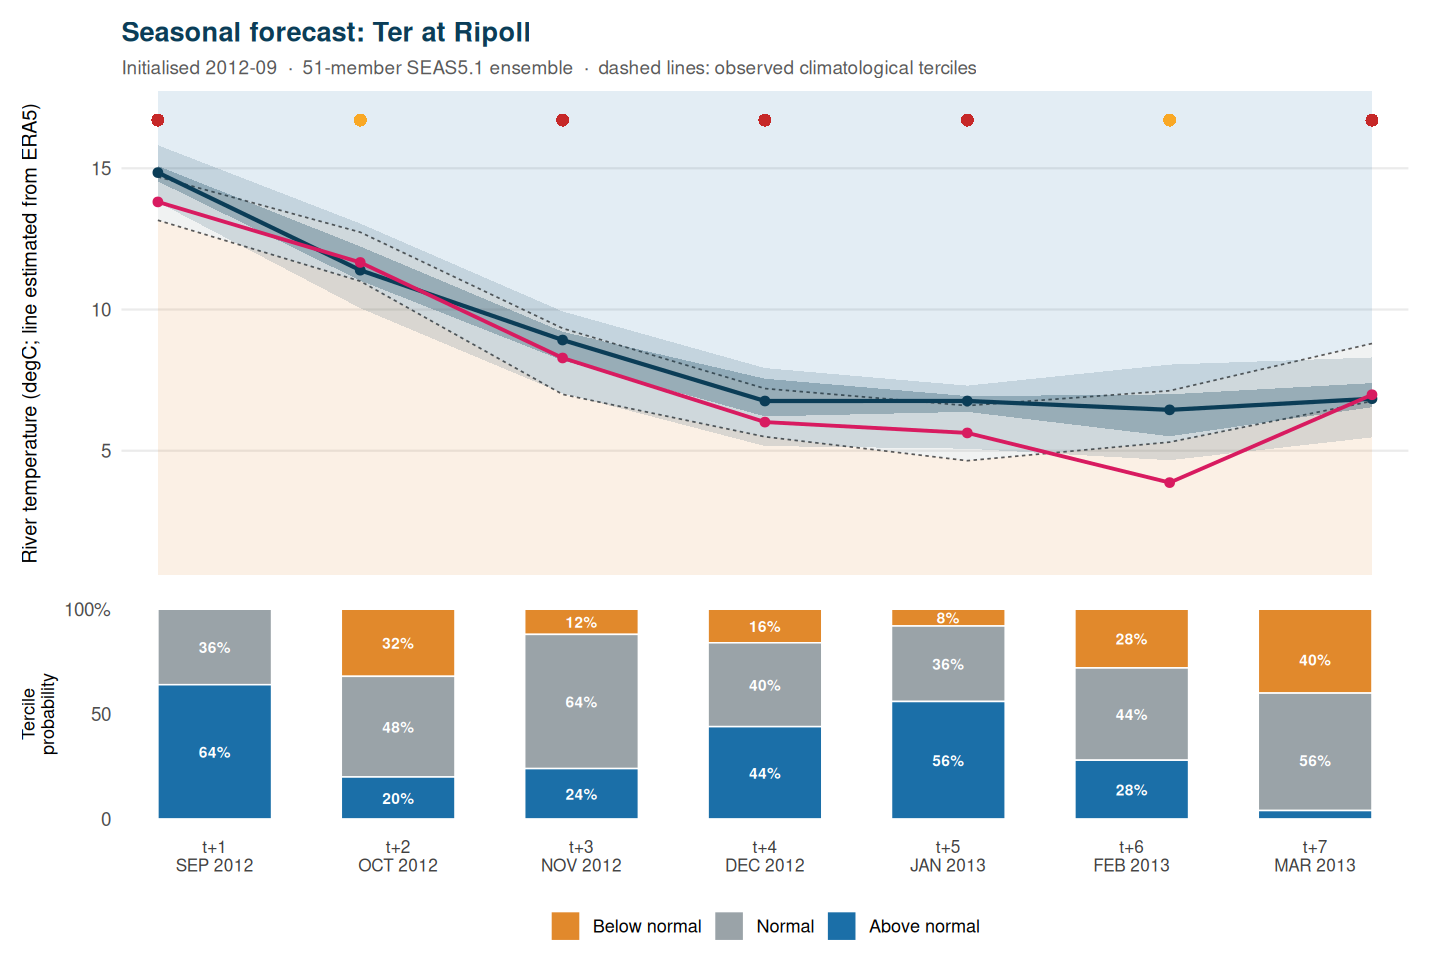 Seasonal forecast: Ter at Ripoll
Initialised 2012-09 · 51-member SEAS5.1 ensemble · dashed lines: observed climatological terciles
River temperature (degC; line estimated from ERA5)
15
10
5
Tercile
probability
100%
50
0
36%
64%
32%
48%
20%
12%
64%
24%
16%
40%
44%
8%
36%
56%
28%
44%
28%
40%
56%
t+1
SEP 2012
t+2
OCT 2012
t+3
NOV 2012
t+4
DEC 2012
t+5
JAN 2013
t+6
FEB 2013
t+7
MAR 2013
Below normal
Normal
Above normal